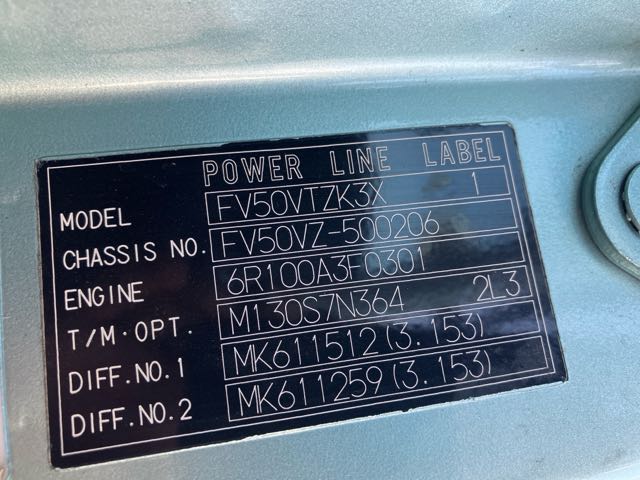 POWER LINE LABEL
MODEL FV50VTZK3X 1
CHASSIS NO. FV50VZ-500206
ENGINE 6R100A3F0301
T/M·OPT. M130S7N364 2L3
DIFF.NO.1 MK611512(3.153)
DIFF.NO.2 MK611259(3.153)